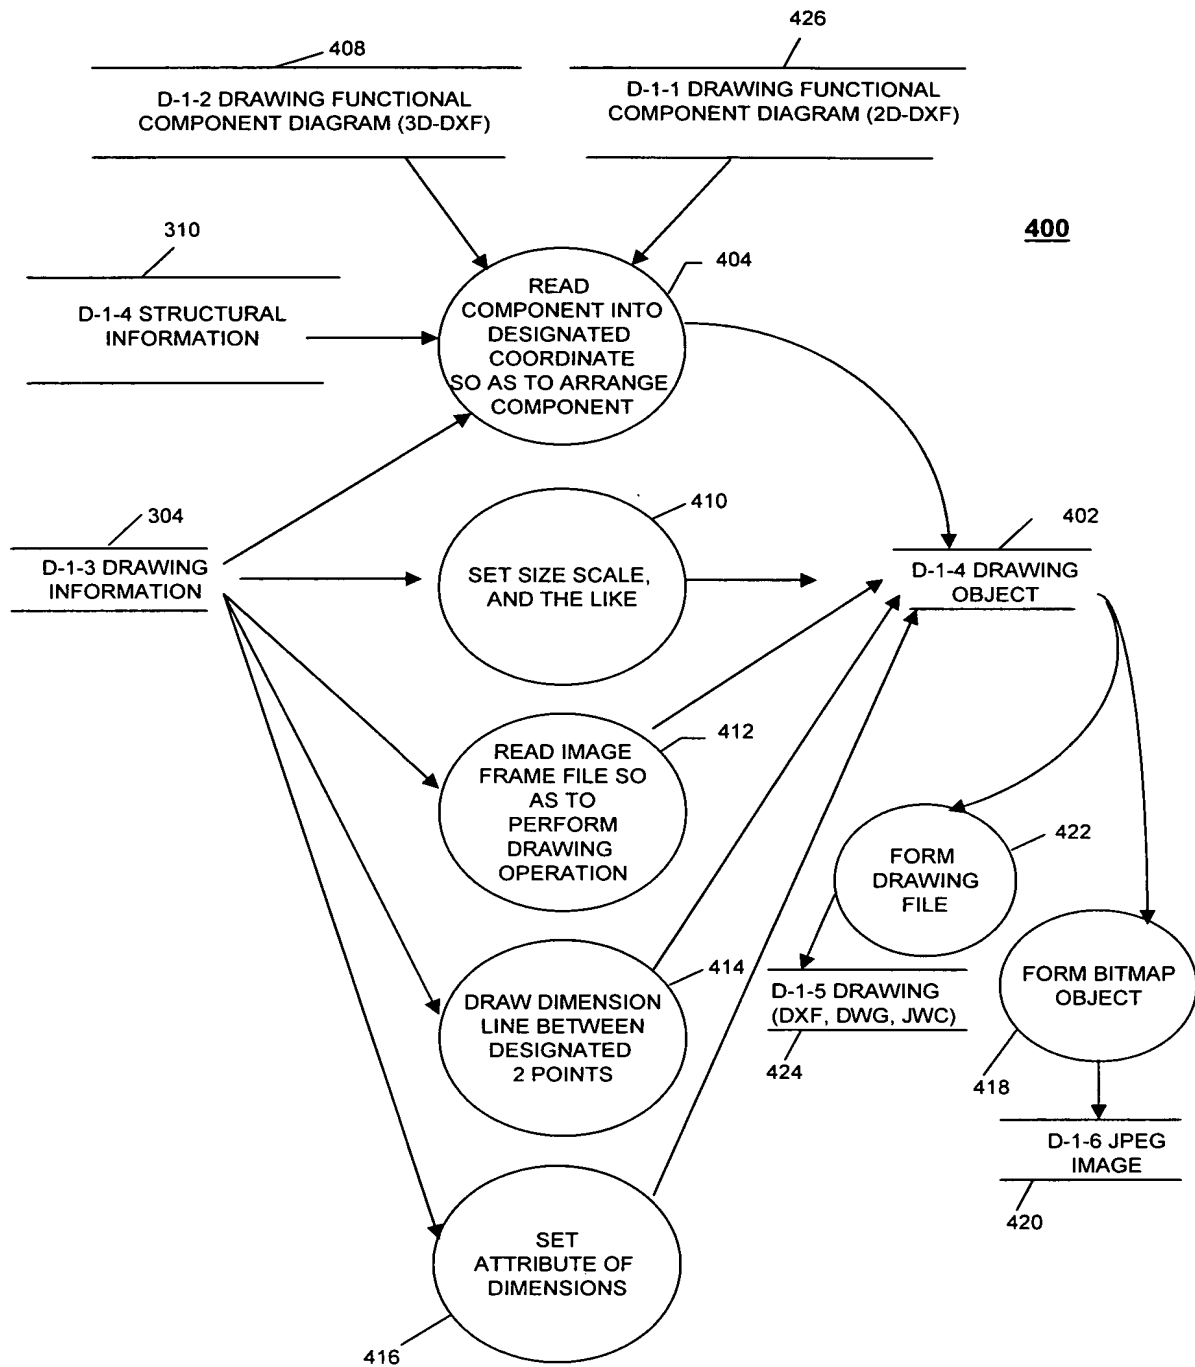 408
426
D-1-2 DRAWING FUNCTIONAL
COMPONENT DIAGRAM (3D-DXF)
D-1-1 DRAWING FUNCTIONAL
COMPONENT DIAGRAM (2D-DXF)
400
310
D-1-4 STRUCTURAL
INFORMATION
404
READ
COMPONENT INTO
DESIGNATED
COORDINATE
SO AS TO ARRANGE
COMPONENT
304
D-1-3 DRAWING
INFORMATION
410
SET SIZE SCALE,
AND THE LIKE
402
D-1-4 DRAWING
OBJECT
412
READ IMAGE
FRAME FILE SO
AS TO
PERFORM
DRAWING
OPERATION
422
FORM
DRAWING
FILE
414
DRAW DIMENSION
LINE BETWEEN
DESIGNATED
2 POINTS
D-1-5 DRAWING
(DXF, DWG, JWC)
424
FORM BITMAP
OBJECT
418
D-1-6 JPEG
IMAGE
420
SET
ATTRIBUTE OF
DIMENSIONS
416